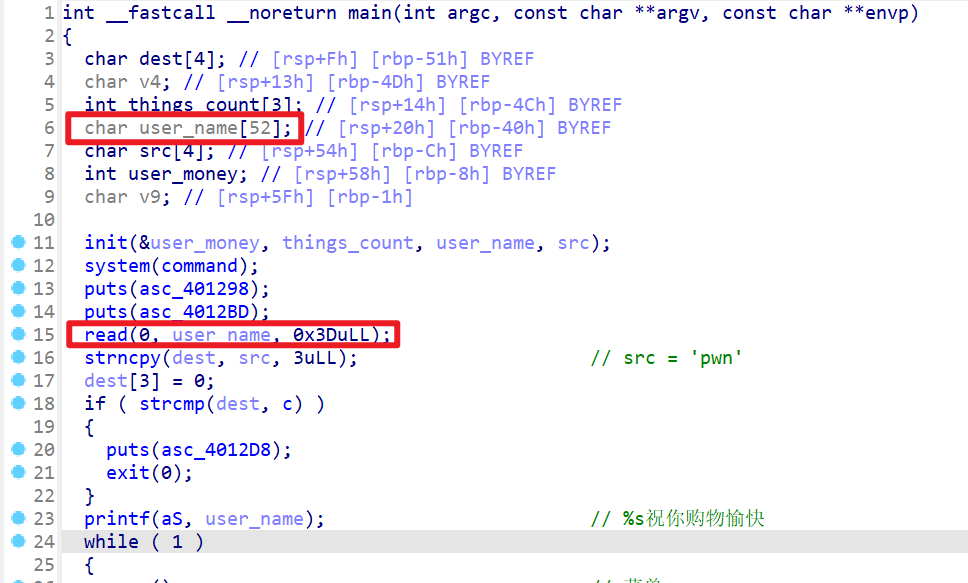 1 int __fastcall __noreturn main(int argc, const char **argv, const char **envp)
2 {
3 char dest[4]; // [rsp+Fh] [rbp-51h] BYREF
4 char v4; // [rsp+13h] [rbp-4Dh] BYREF
5 int things_count[3]; // [rsp+14h] [rbp-4Ch] BYREF
6 char user_name[52]; // [rsp+20h] [rbp-40h] BYREF
7 char src[4]; // [rsp+54h] [rbp-Ch] BYREF
8 int user_money; // [rsp+58h] [rbp-8h] BYREF
9 char v9; // [rsp+5Fh] [rbp-1h]
10
11 init(&user_money, things_count, user_name, src);
12 system(command);
13 puts(asc_401298);
14 puts(asc_4012BD);
15 read(0, user_name, 0x3DuLL);
16 strncpy(dest, src, 3uLL); // src = 'pwn'
17 dest[3] = 0;
18 if ( strcmp(dest, c) )
19 {
20 puts(asc_4012D8);
21 exit(0);
22 }
23 printf(aS, user_name); // %s祝你购物愉快
24 while ( 1 )
25 {